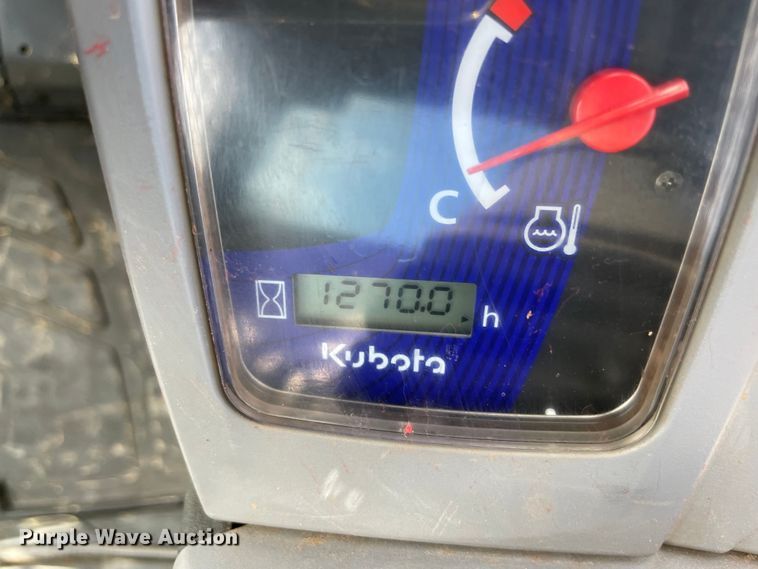 C
1270.0 h
Kubota
Purple Wave Auction